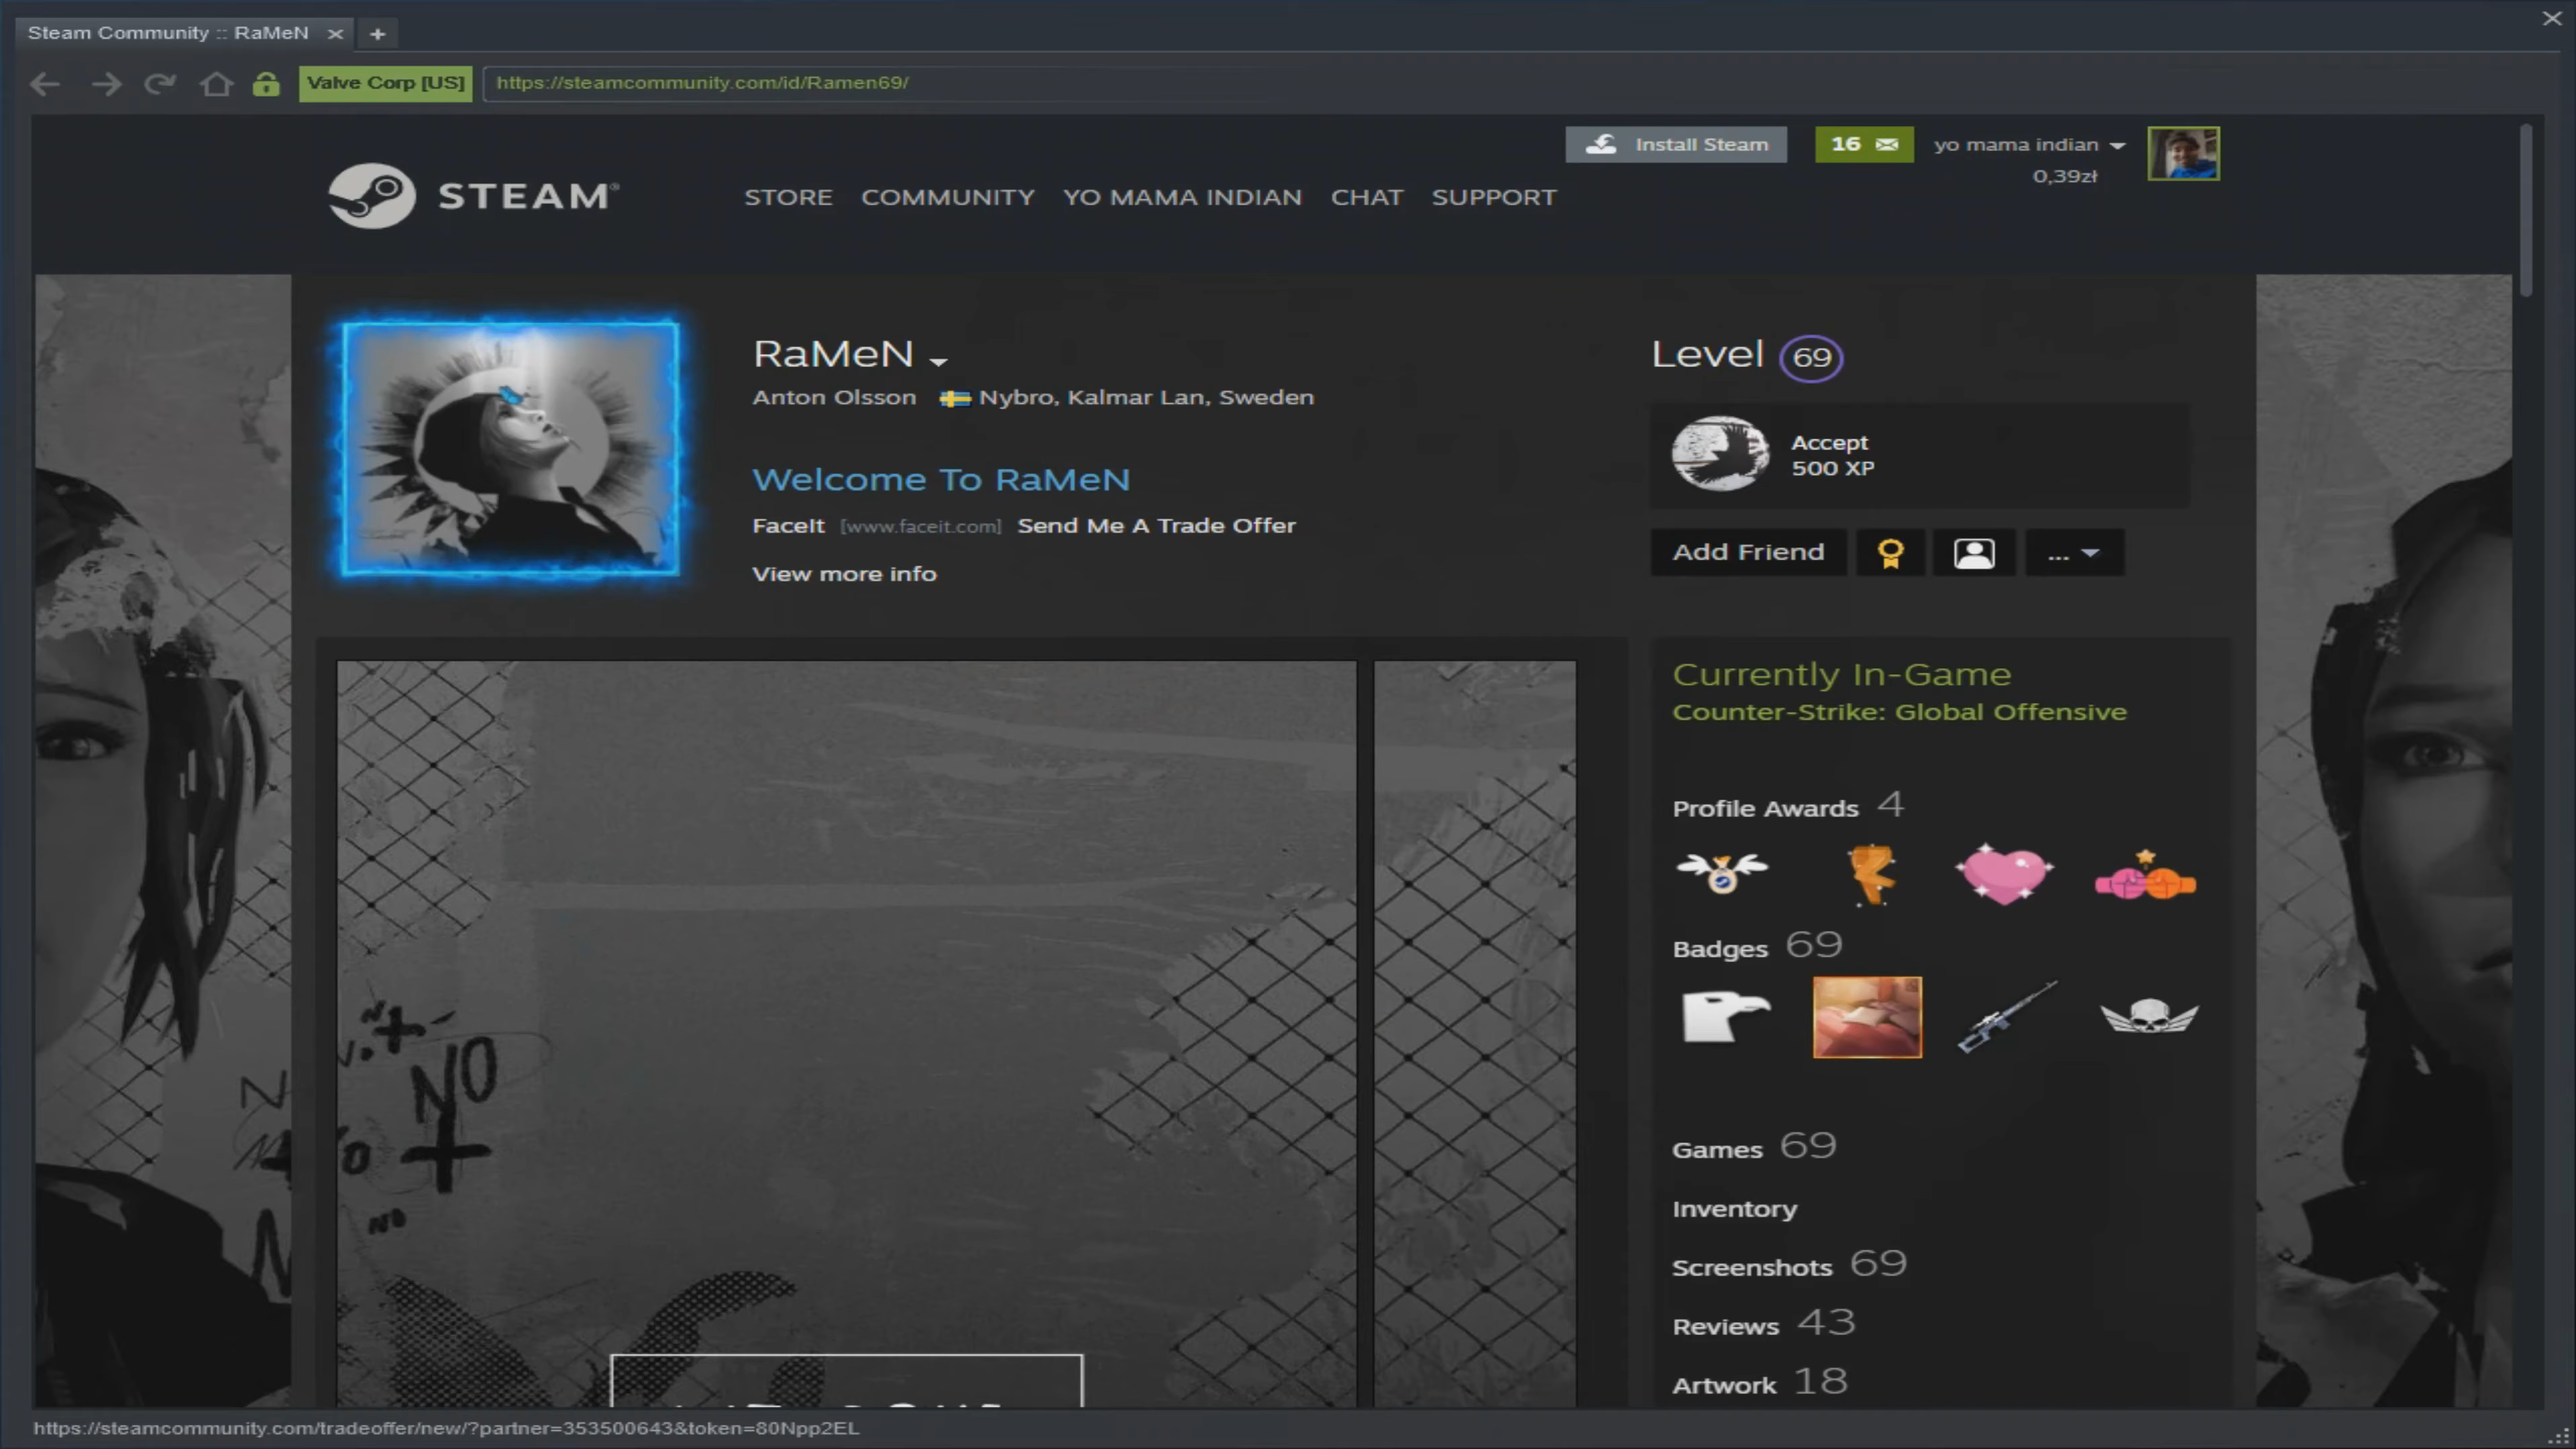 Steam Community :: RaMeN
Valve Corp [US] https://steamcommunity.com/id/Ramen69/
Install Steam 16 yo mama indian
0,39zł
STEAM®
STORE COMMUNITY YO MAMA INDIAN CHAT SUPPORT
RaMeN
Anton Olsson Nybro, Kalmar Lan, Sweden
Welcome To RaMeN
FaceIt [www.faceit.com] Send Me A Trade Offer
View more info
Level 69
Accept
500 XP
Add Friend ...
Currently In-Game
Counter-Strike: Global Offensive
Profile Awards 4
Badges 69
Games 69
Inventory
Screenshots 69
Reviews 43
Artwork 18
NO
NO
https://steamcommunity.com/tradeoffer/new/?partner=353500643&token=80Npp2EL